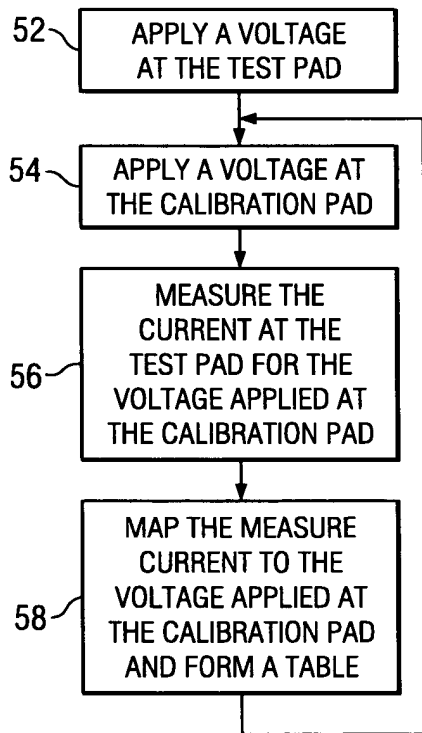 52
APPLY A VOLTAGE
AT THE TEST PAD
54
APPLY A VOLTAGE AT
THE CALIBRATION PAD
56
MEASURE THE
CURRENT AT THE
TEST PAD FOR THE
VOLTAGE APPLIED AT
THE CALIBRATION PAD
58
MAP THE MEASURE
CURRENT TO THE
VOLTAGE APPLIED AT
THE CALIBRATION PAD
AND FORM A TABLE